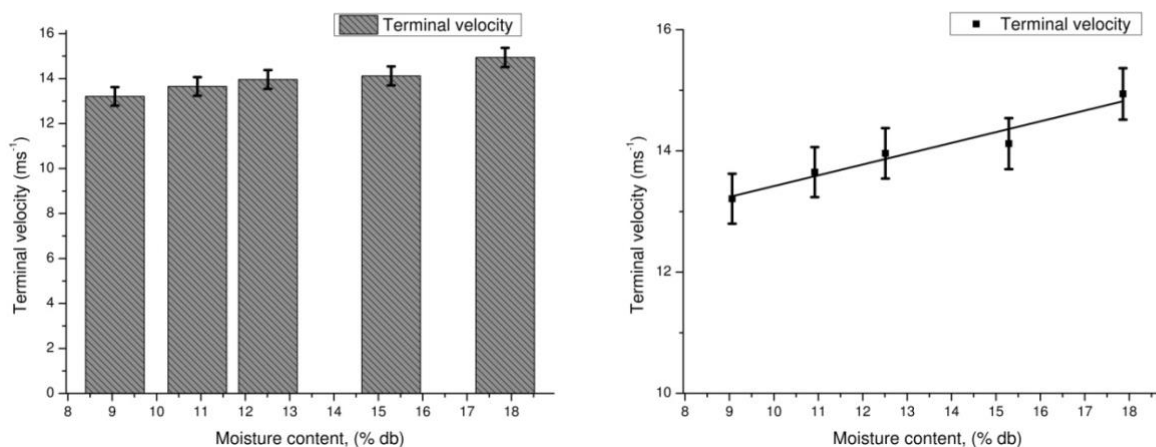 Terminal velocity
16
14
12
10
8
6
4
2
0
Terminal velocity (ms⁻¹)
8 9 10 11 12 13 14 15 16 17 18
Moisture content, (% db)
Terminal velocity
16
14
12
10
Terminal velocity (ms⁻¹)
8 9 10 11 12 13 14 15 16 17 18
Moisture content, (% db)